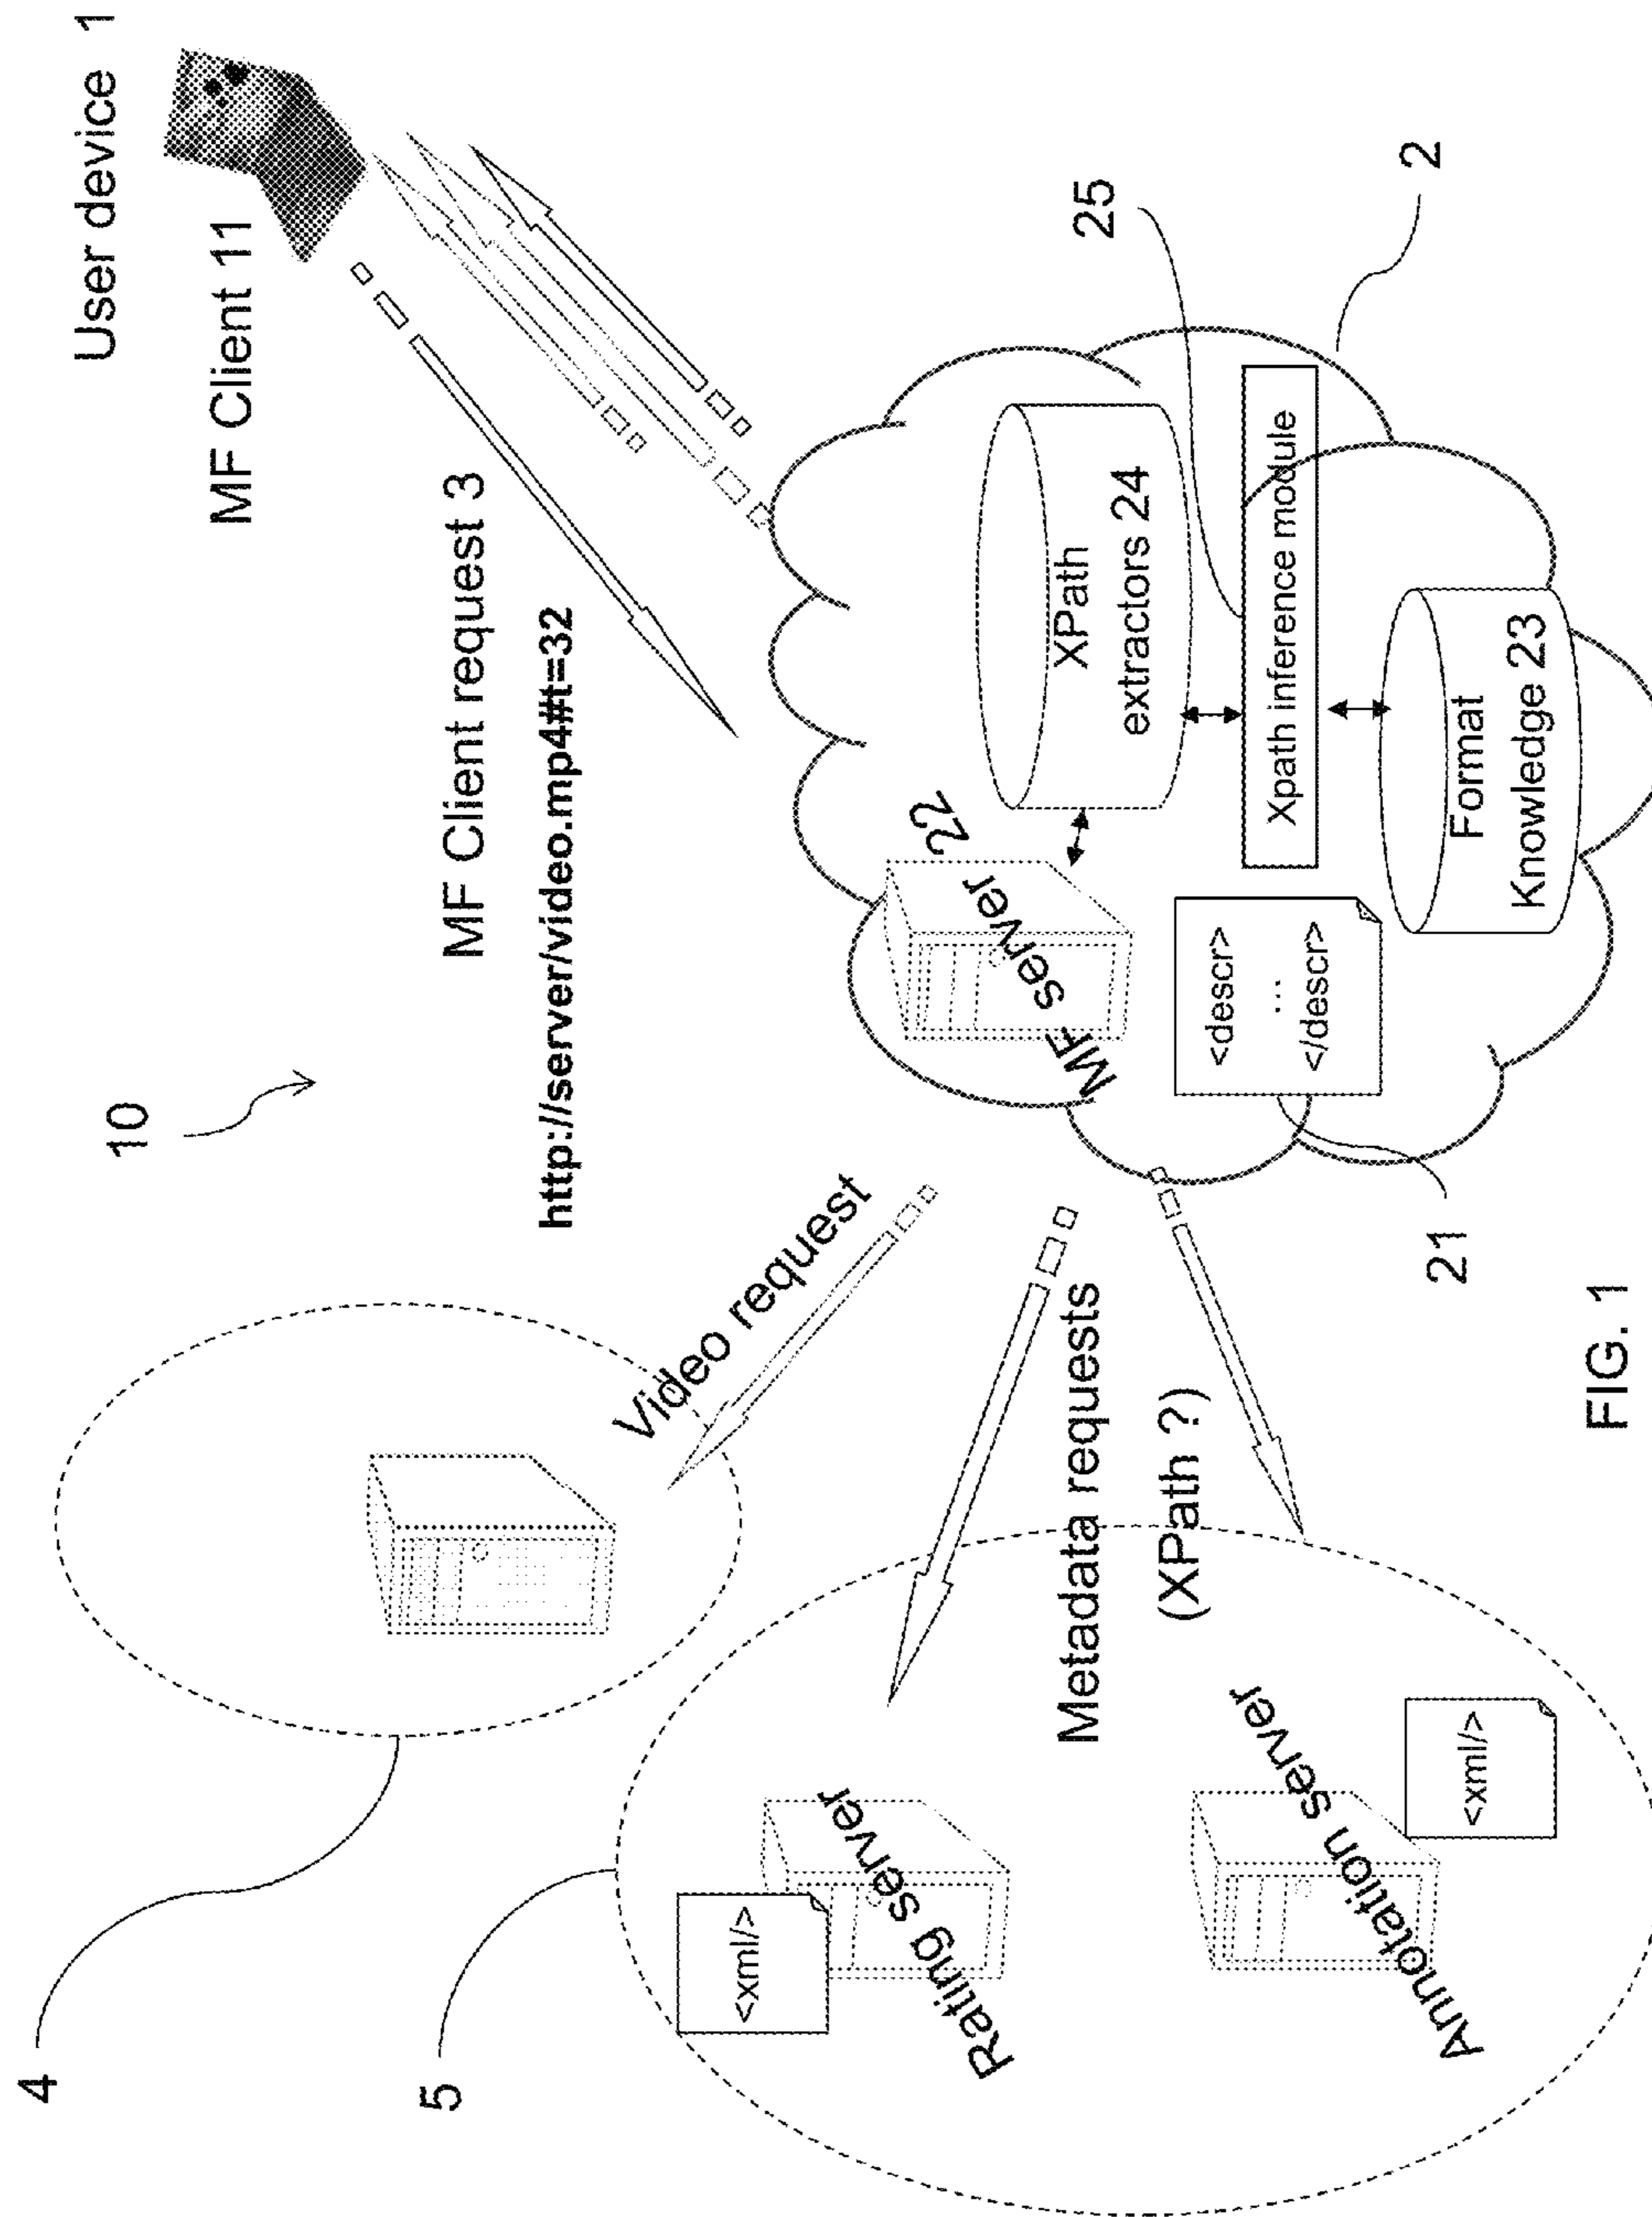 User device 1
MF Client 11
MF Client request 3
http://server/video.mp4#t=32
10
4
5
Video request
Metadata requests
(XPath ?)
<xml/>
Rating server
<xml/>
Annotation server
MF server 22
XPath
extractors 24
25
Xpath inference module
2
<descr>
...
</descr>
Format
Knowledge 23
21
FIG. 1